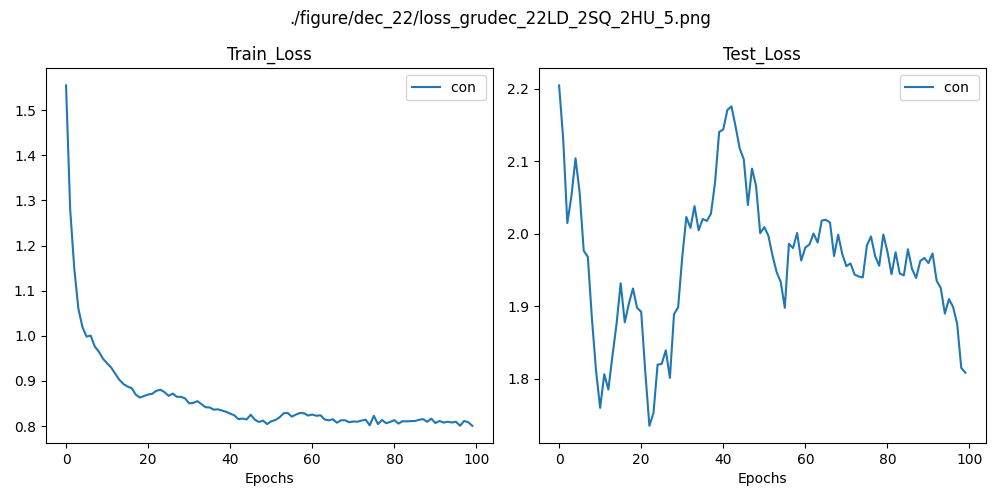 ./figure/dec_22/loss_grudec_22LD_2SQ_2HU_5.png
Train_Loss
con
1.5
1.4
1.3
1.2
1.1
1.0
0.9
0.8
0 20 40 60 80 100
Epochs
Test_Loss
con
2.2
2.1
2.0
1.9
1.8
0 20 40 60 80 100
Epochs